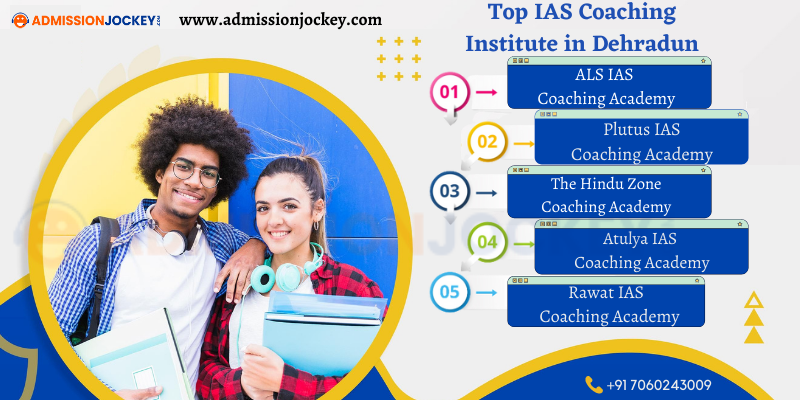 ADMISSIONJOCKEY.COM
www.admissionjockey.com
Top IAS Coaching
Institute in Dehradun
01
ALS IAS
Coaching Academy
02
Plutus IAS
Coaching Academy
03
The Hindu Zone
Coaching Academy
04
Atulya IAS
Coaching Academy
05
Rawat IAS
Coaching Academy
ADMISSIONJOCKEY
+91 7060243009